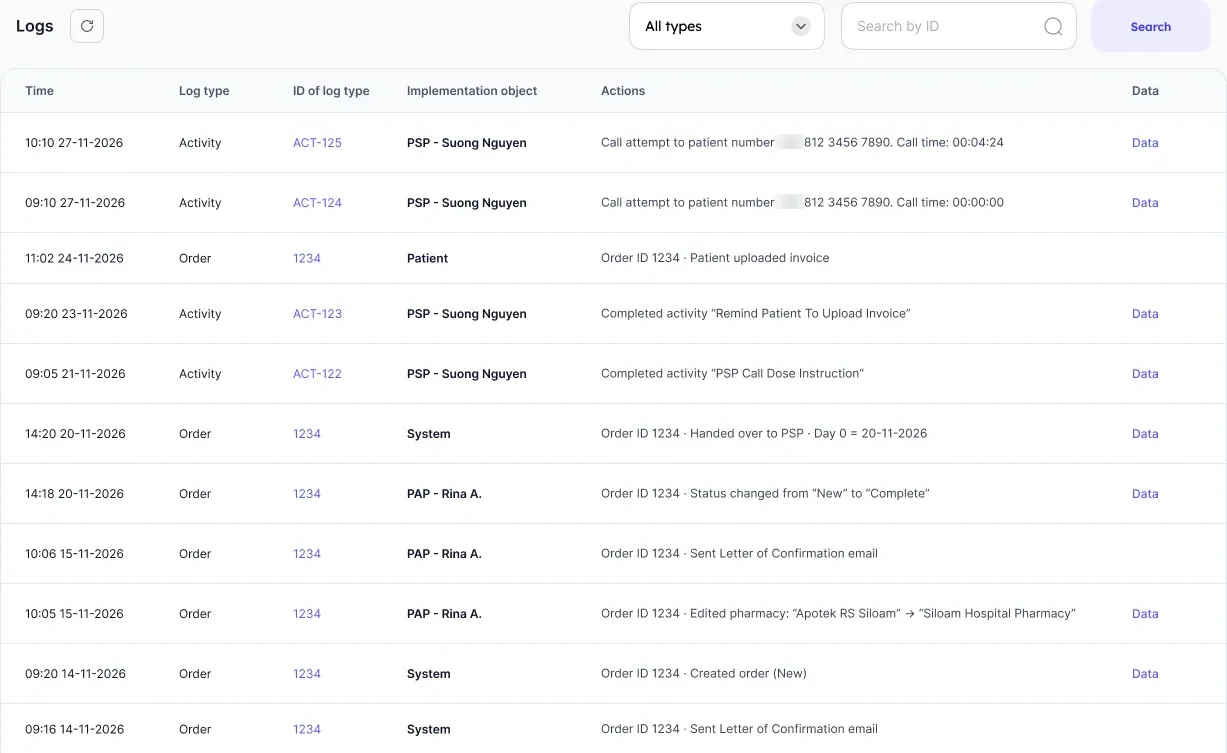 Logs
All types
Search by ID
Search
Time Log type ID of log type Implementation object Actions Data
10:10 27-11-2026 Activity ACT-125 PSP - Suong Nguyen Call attempt to patient number 812 3456 7890. Call time: 00:04:24 Data
09:10 27-11-2026 Activity ACT-124 PSP - Suong Nguyen Call attempt to patient number 812 3456 7890. Call time: 00:00:00 Data
11:02 24-11-2026 Order 1234 Patient Order ID 1234 · Patient uploaded invoice
09:20 23-11-2026 Activity ACT-123 PSP - Suong Nguyen Completed activity “Remind Patient To Upload Invoice” Data
09:05 21-11-2026 Activity ACT-122 PSP - Suong Nguyen Completed activity “PSP Call Dose Instruction” Data
14:20 20-11-2026 Order 1234 System Order ID 1234 · Handed over to PSP · Day 0 = 20-11-2026 Data
14:18 20-11-2026 Order 1234 PAP - Rina A. Order ID 1234 · Status changed from “New” to “Complete” Data
10:06 15-11-2026 Order 1234 PAP - Rina A. Order ID 1234 · Sent Letter of Confirmation email
10:05 15-11-2026 Order 1234 PAP - Rina A. Order ID 1234 · Edited pharmacy: “Apotek RS Siloam” → “Siloam Hospital Pharmacy” Data
09:20 14-11-2026 Order 1234 System Order ID 1234 · Created order (New) Data
09:16 14-11-2026 Order 1234 System Order ID 1234 · Sent Letter of Confirmation email